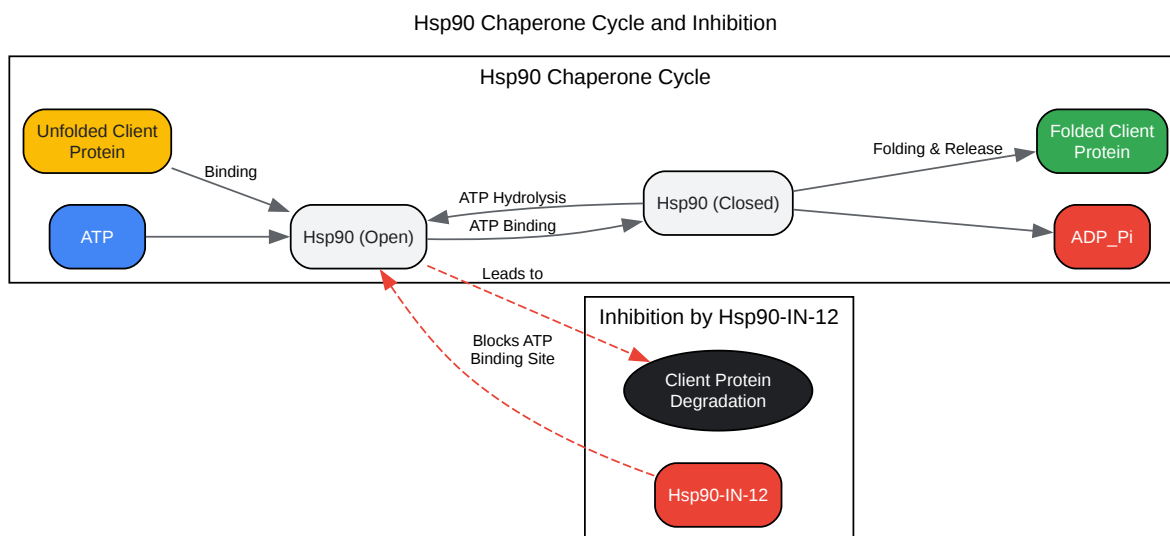 Hsp90 Chaperone Cycle and Inhibition
Hsp90 Chaperone Cycle
Unfolded Client
Protein
Binding
ATP
Hsp90 (Open)
ATP Hydrolysis
ATP Binding
Hsp90 (Closed)
Folding & Release
Folded Client
Protein
ADP_Pi
Leads to
Blocks ATP
Binding Site
Inhibition by Hsp90-IN-12
Client Protein
Degradation
Hsp90-IN-12